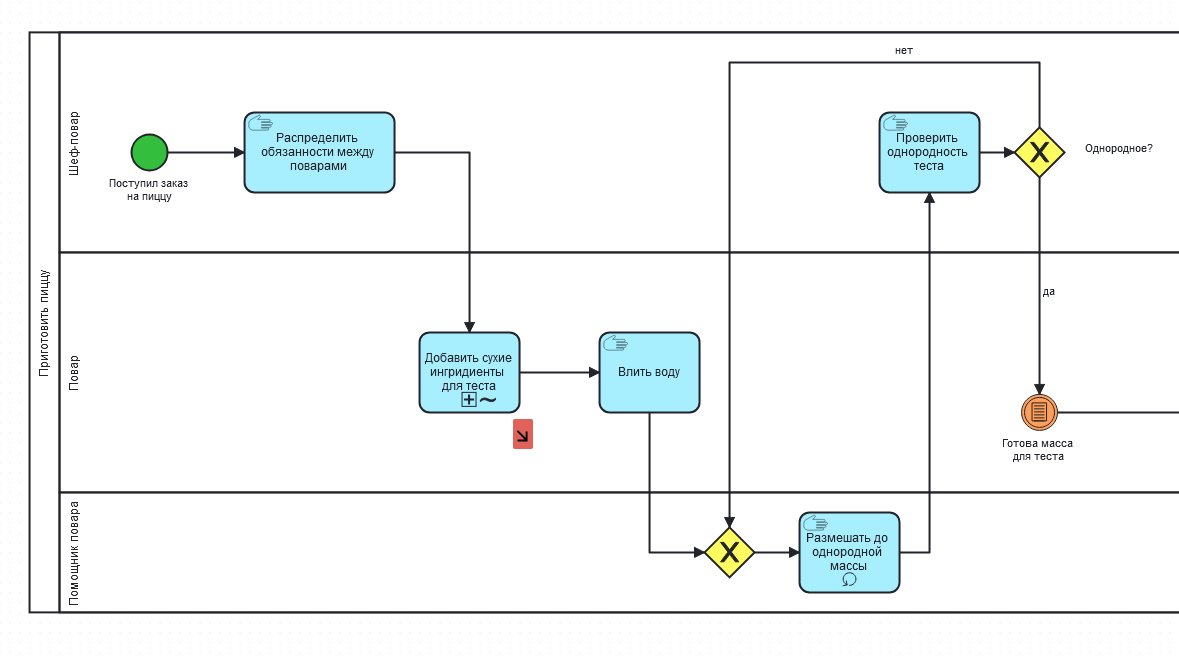 нет
Шеф-повар
Распределить
обязанности между
поварами
Проверить
однородность
теста
Однородное?
Поступил заказ
на пиццу
Приготовить пиццу
да
Повар
Добавить сухие
ингридиенты
для теста
Влить воду
Готова масса
для теста
Помощник повара
Размешать до
однородной
массы